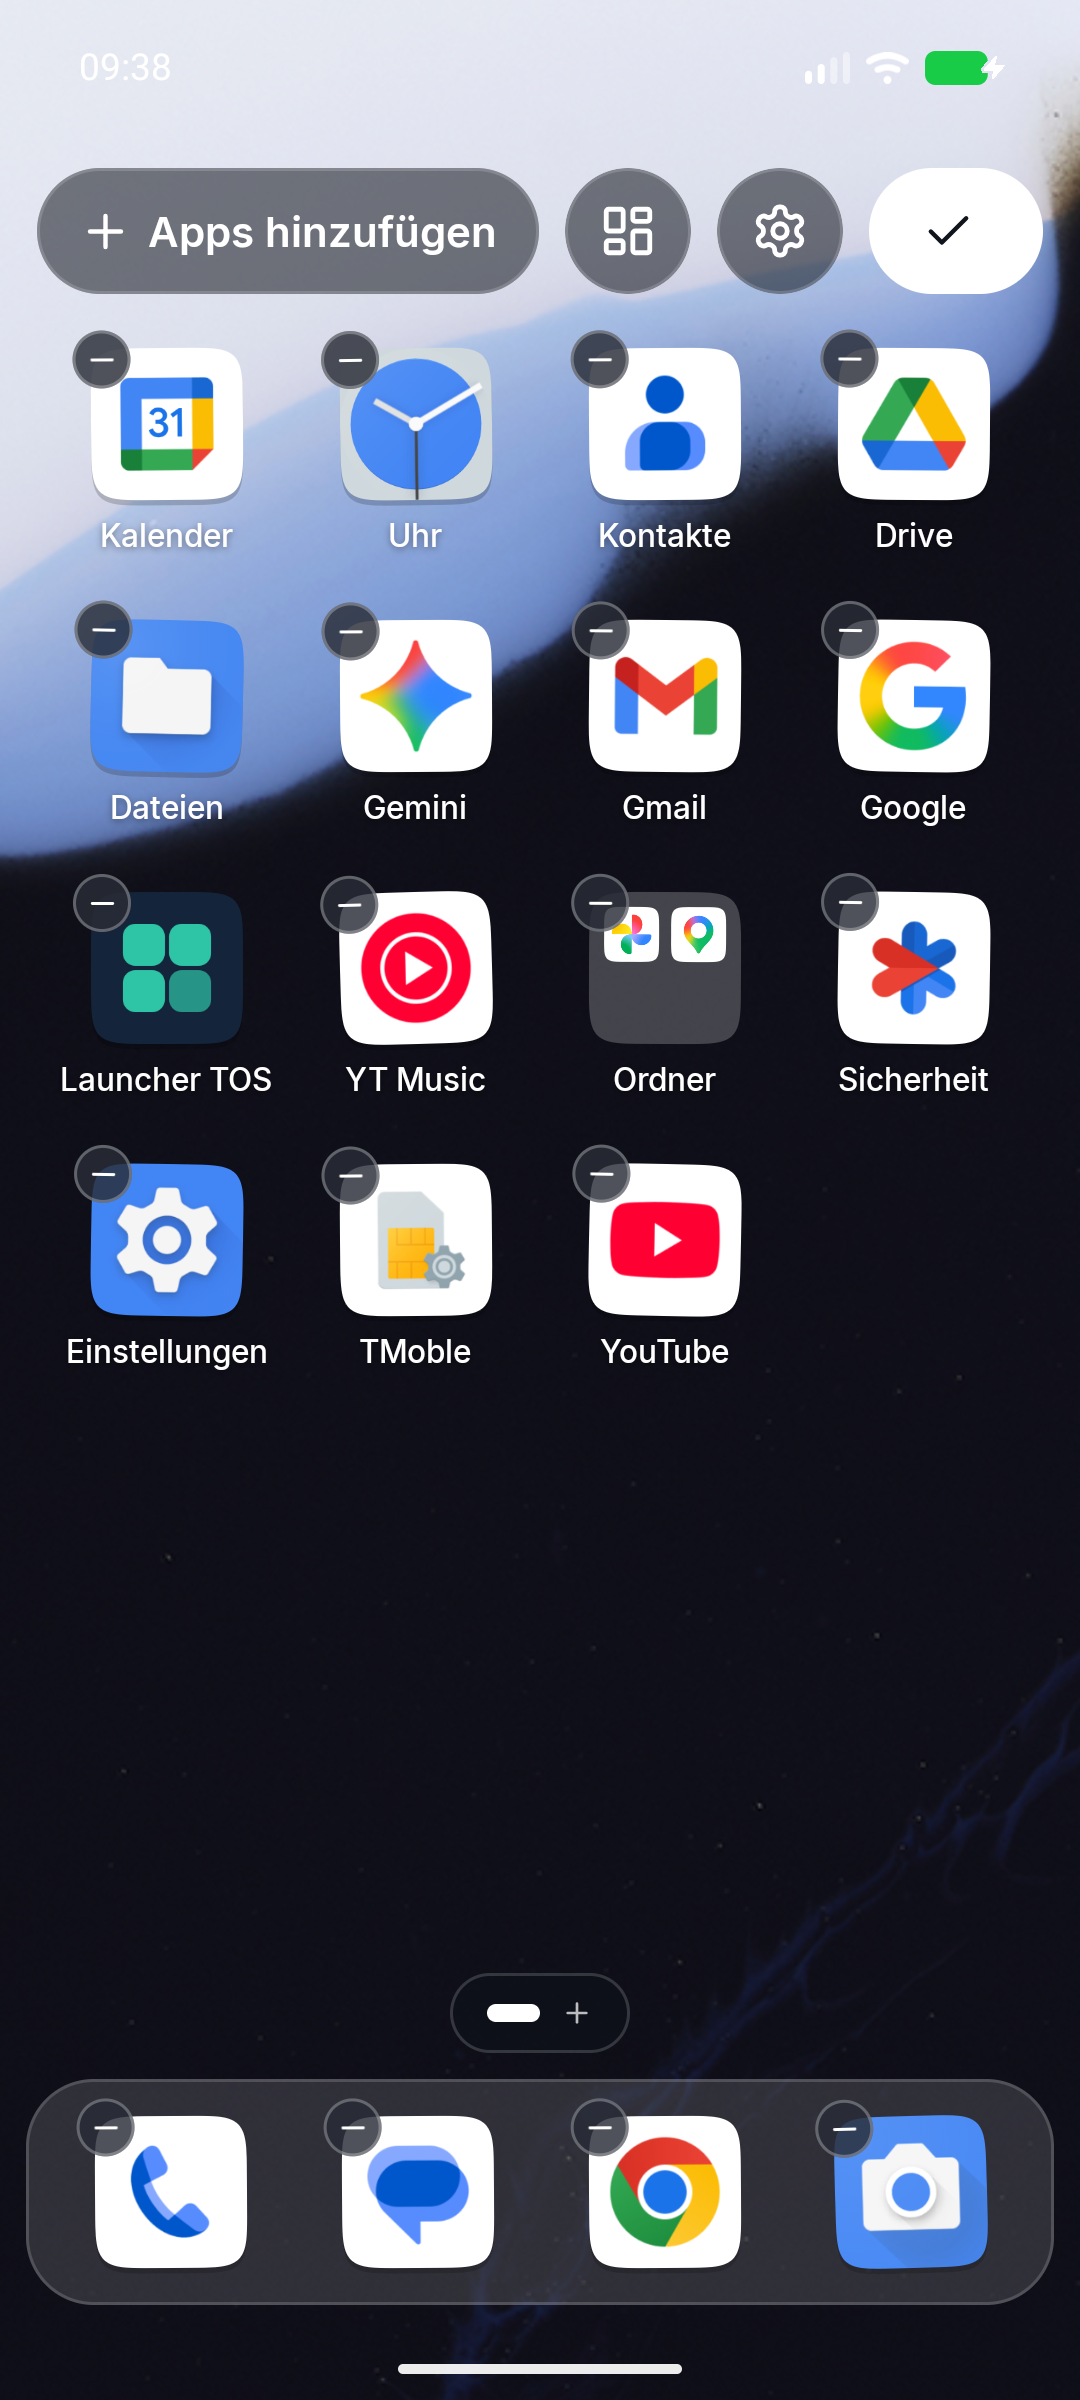 09:38
Apps hinzufügen
31
Kalender
Uhr
Kontakte
Drive
Dateien
Gemini
Gmail
Google
Launcher TOS
YT Music
Ordner
Sicherheit
Einstellungen
TMoble
YouTube